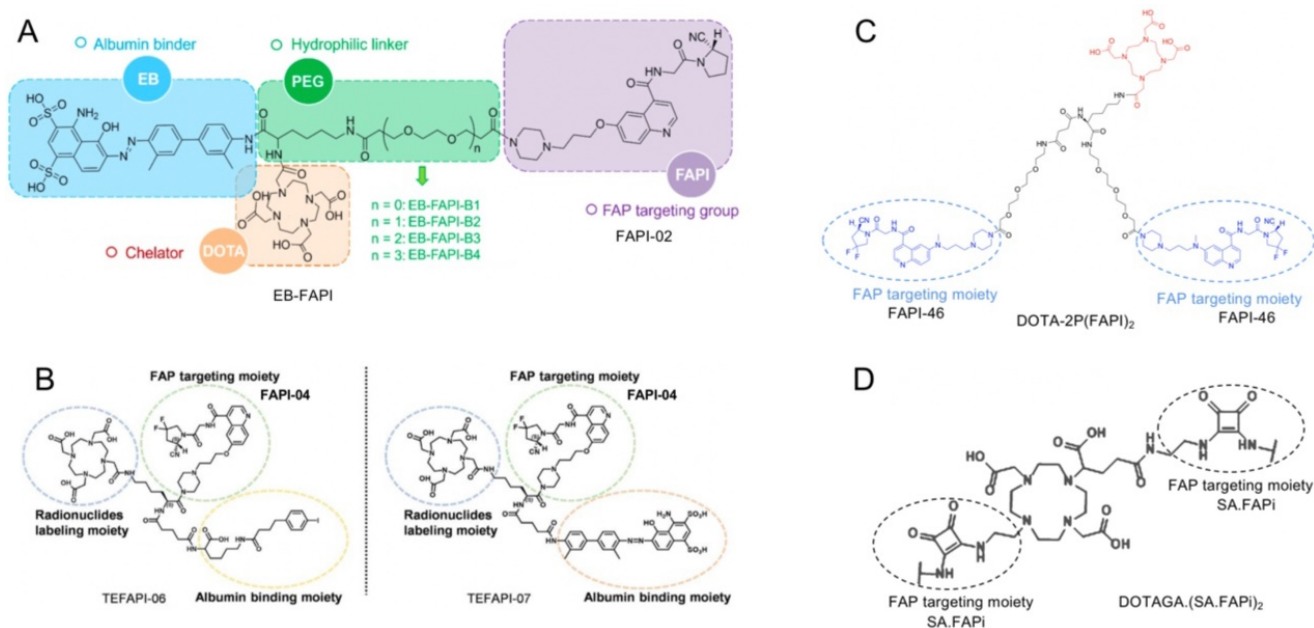 A
Albumin binder
EB
Hydrophilic linker
PEG
n = 0: EB-FAPI-B1
n = 1: EB-FAPI-B2
n = 2: EB-FAPI-B3
n = 3: EB-FAPI-B4
FAPI
FAP targeting group
FAPI-02
Chelator
DOTA
EB-FAPI
B
FAP targeting moiety
FAPI-04
Radionuclides
labeling moiety
Albumin binding moiety
TEFAPI-06
FAP targeting moiety
FAPI-04
Radionuclides
labeling moiety
Albumin binding moiety
TEFAPI-07
C
FAP targeting moiety
FAPI-46
FAP targeting moiety
FAPI-46
DOTA-2P(FAPI)₂
D
FAP targeting moiety
SA.FAPi
FAP targeting moiety
SA.FAPi
DOTAGA.(SA.FAPi)₂